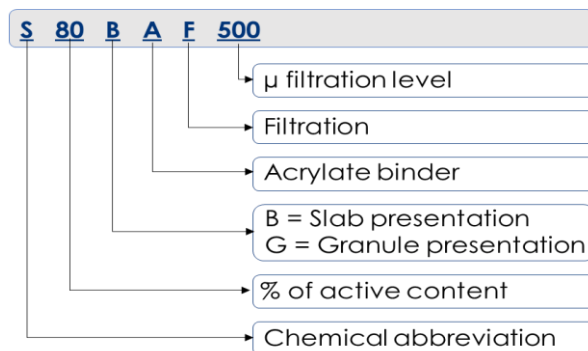 S 80 B A F 500
µ filtration level
Filtration
Acrylate binder
B = Slab presentation
G = Granule presentation
% of active content
Chemical abbreviation